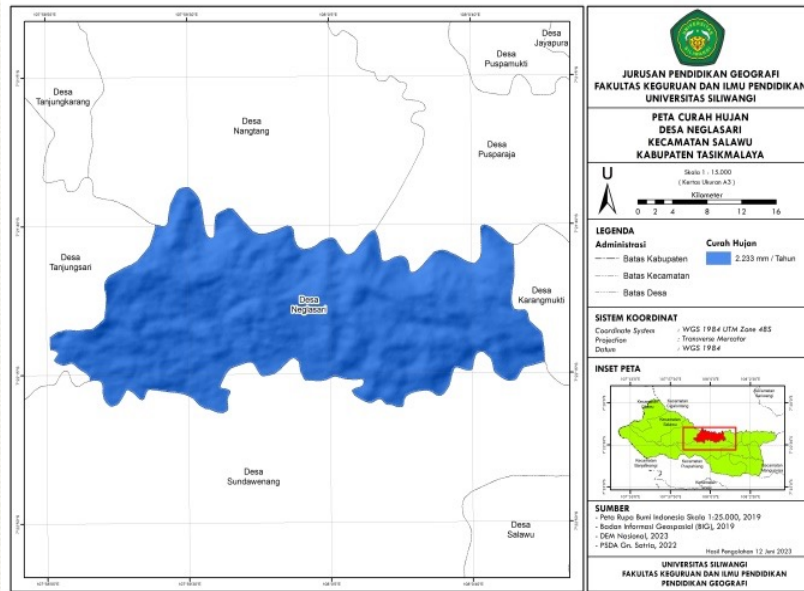 Desa
Jayapura
Desa
Puspamukti
Desa
Tanjungkarang
Desa
Nangtang
Desa
Pusparaja
Desa
Tanjungsari
Desa
Neglasari
Desa
Karangmukti
Desa
Sundawenang
Desa
Salawu
JURUSAN PENDIDIKAN GEOGRAFI
FAKULTAS KEGURUAN DAN ILMU PENDIDIKAN
UNIVERSITAS SILIWANGI
PETA CURAH HUJAN
DESA NEGLASARI
KECAMATAN SALAWU
KABUPATEN TASIKMALAYA
U
Skala 1 - 15.000
( Kertas Ukuran A3 )
Kilometer
0 2 4 8 12 16
LEGENDA
Administrasi
Batas Kabupaten
Batas Kecamatan
Batas Desa
Curah Hujan
2.233 mm / Tahun
SISTEM KOORDINAT
Coordinate System : WGS 1984 UTM Zone 48S
Projection : Transverse Mercator
Datum : WGS 1984
INSET PETA
Kecamatan
Salawu
SUMBER
- Peta Rupa Bumi Indonesia Skala 1:25.000, 2019
- Badan Informasi Geospasial (BIG), 2019
- DEM Nasional, 2023
- PSDA Gn. Satria, 2022
Hasil Pengolahan 12 Juni 2023
UNIVERSITAS SILIWANGI
FAKULTAS KEGURUAN DAN ILMU PENDIDIKAN
PENDIDIKAN GEOGRAFI